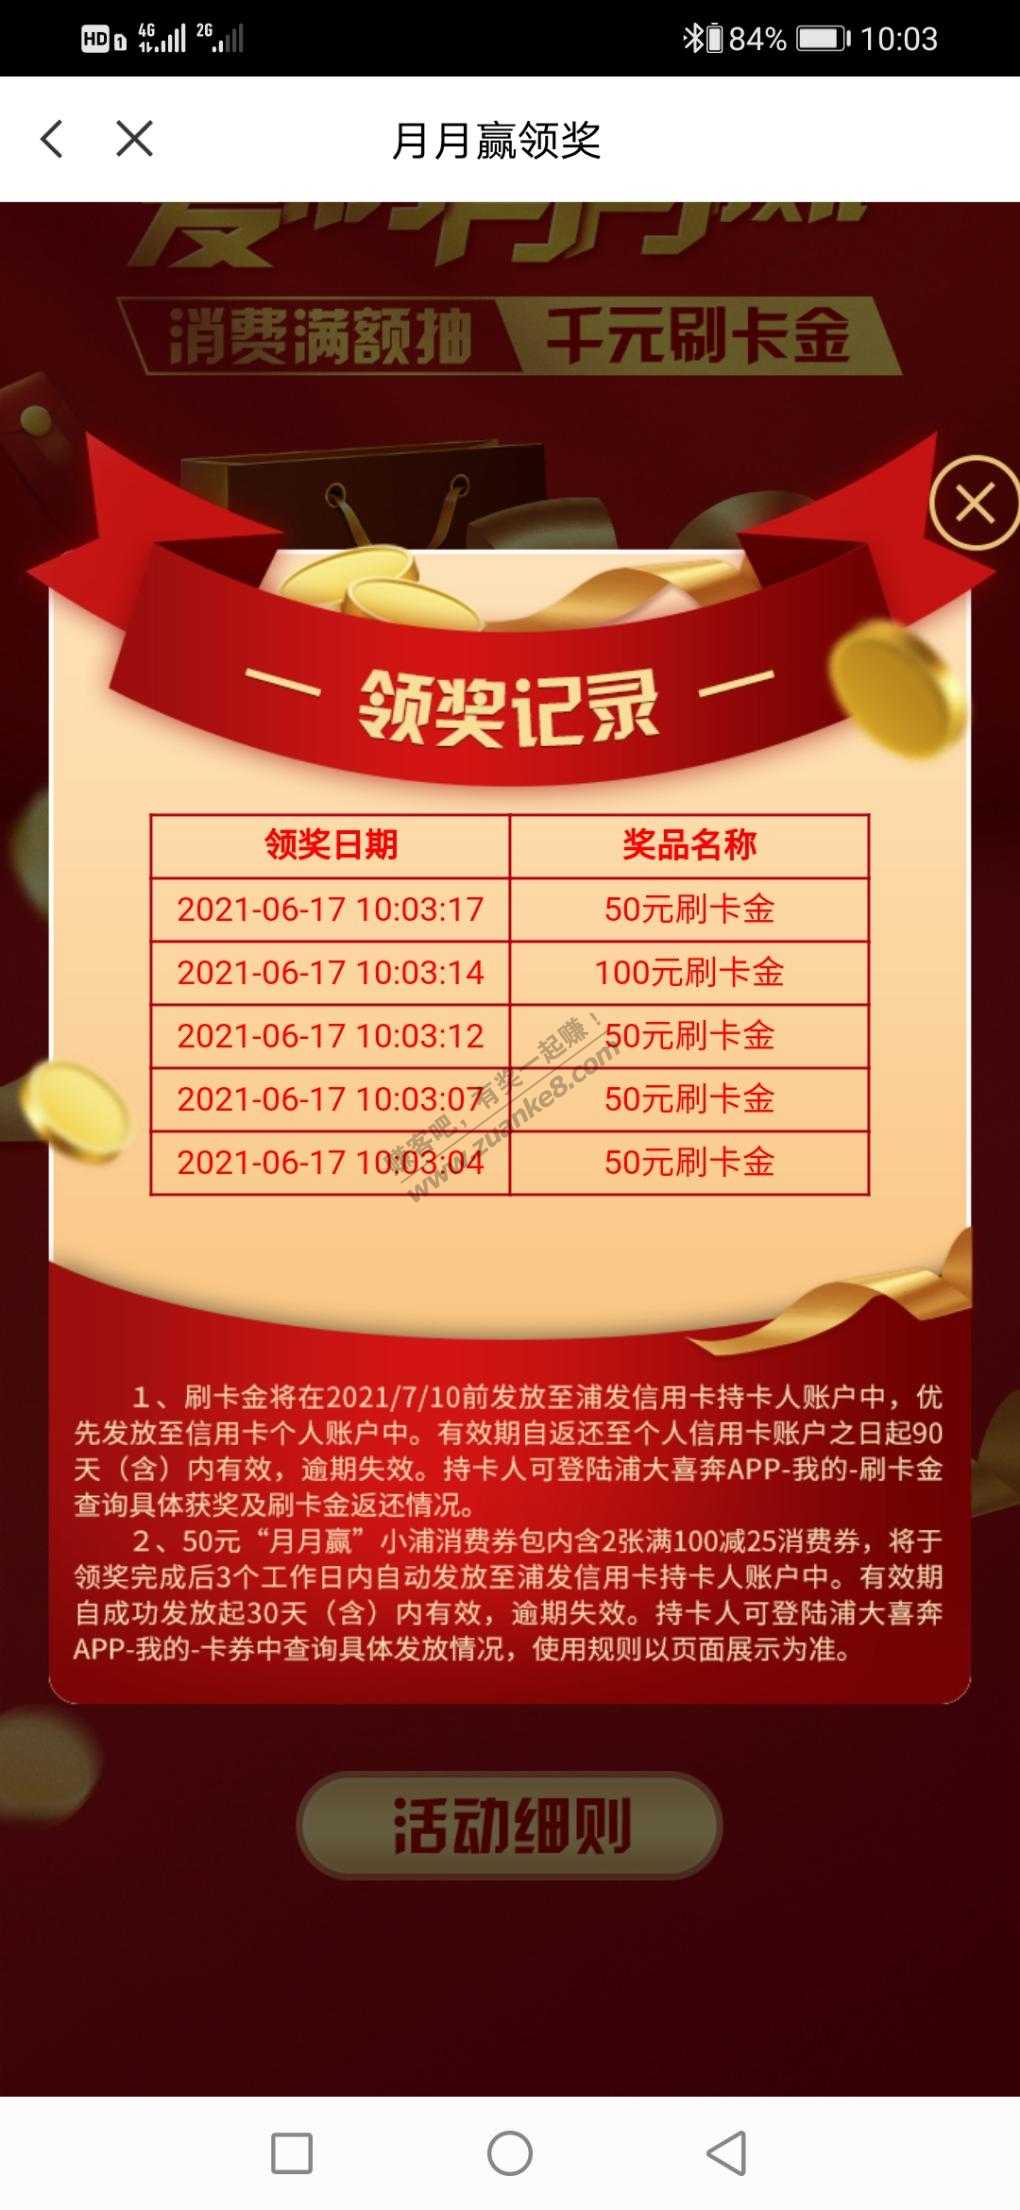 HD 1 4G 2G 84% 10:03
月月赢领奖
消费满额抽 千元刷卡金
领奖记录
领奖日期 奖品名称
2021-06-17 10:03:17 50元刷卡金
2021-06-17 10:03:14 100元刷卡金
2021-06-17 10:03:12 50元刷卡金
2021-06-17 10:03:07 50元刷卡金
2021-06-17 10:03:04 50元刷卡金
赚客吧，有奖一起赚！
www.zuanke8.com
1、刷卡金将在2021/7/10前发放至浦发信用卡持卡人账户中，优
先发放至信用卡个人账户中。有效期自返还至个人信用卡账户之日起90
天（含）内有效，逾期失效。持卡人可登陆浦大喜奔APP-我的-刷卡金
查询具体获奖及刷卡金返还情况。
2、50元“月月赢”小浦消费券包内含2张满100减25消费券，将于
领奖完成后3个工作日内自动发放至浦发信用卡持卡人账户中。有效期
自成功发放起30天（含）内有效，逾期失效。持卡人可登陆浦大喜奔
APP-我的-卡券中查询具体发放情况，使用规则以页面展示为准。
活动细则